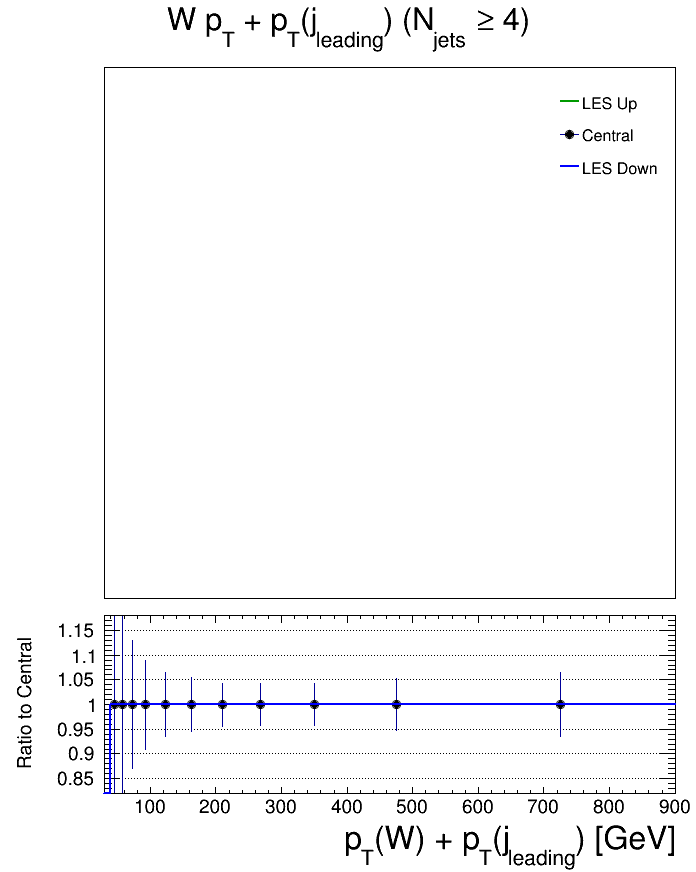 W p_T + p_T(j_leading) (N_jets ≥ 4)
LES Up
Central
LES Down
Ratio to Central
1.15
1.1
1.05
1
0.95
0.9
0.85
100 200 300 400 500 600 700 800 900
p_T(W) + p_T(j_leading) [GeV]